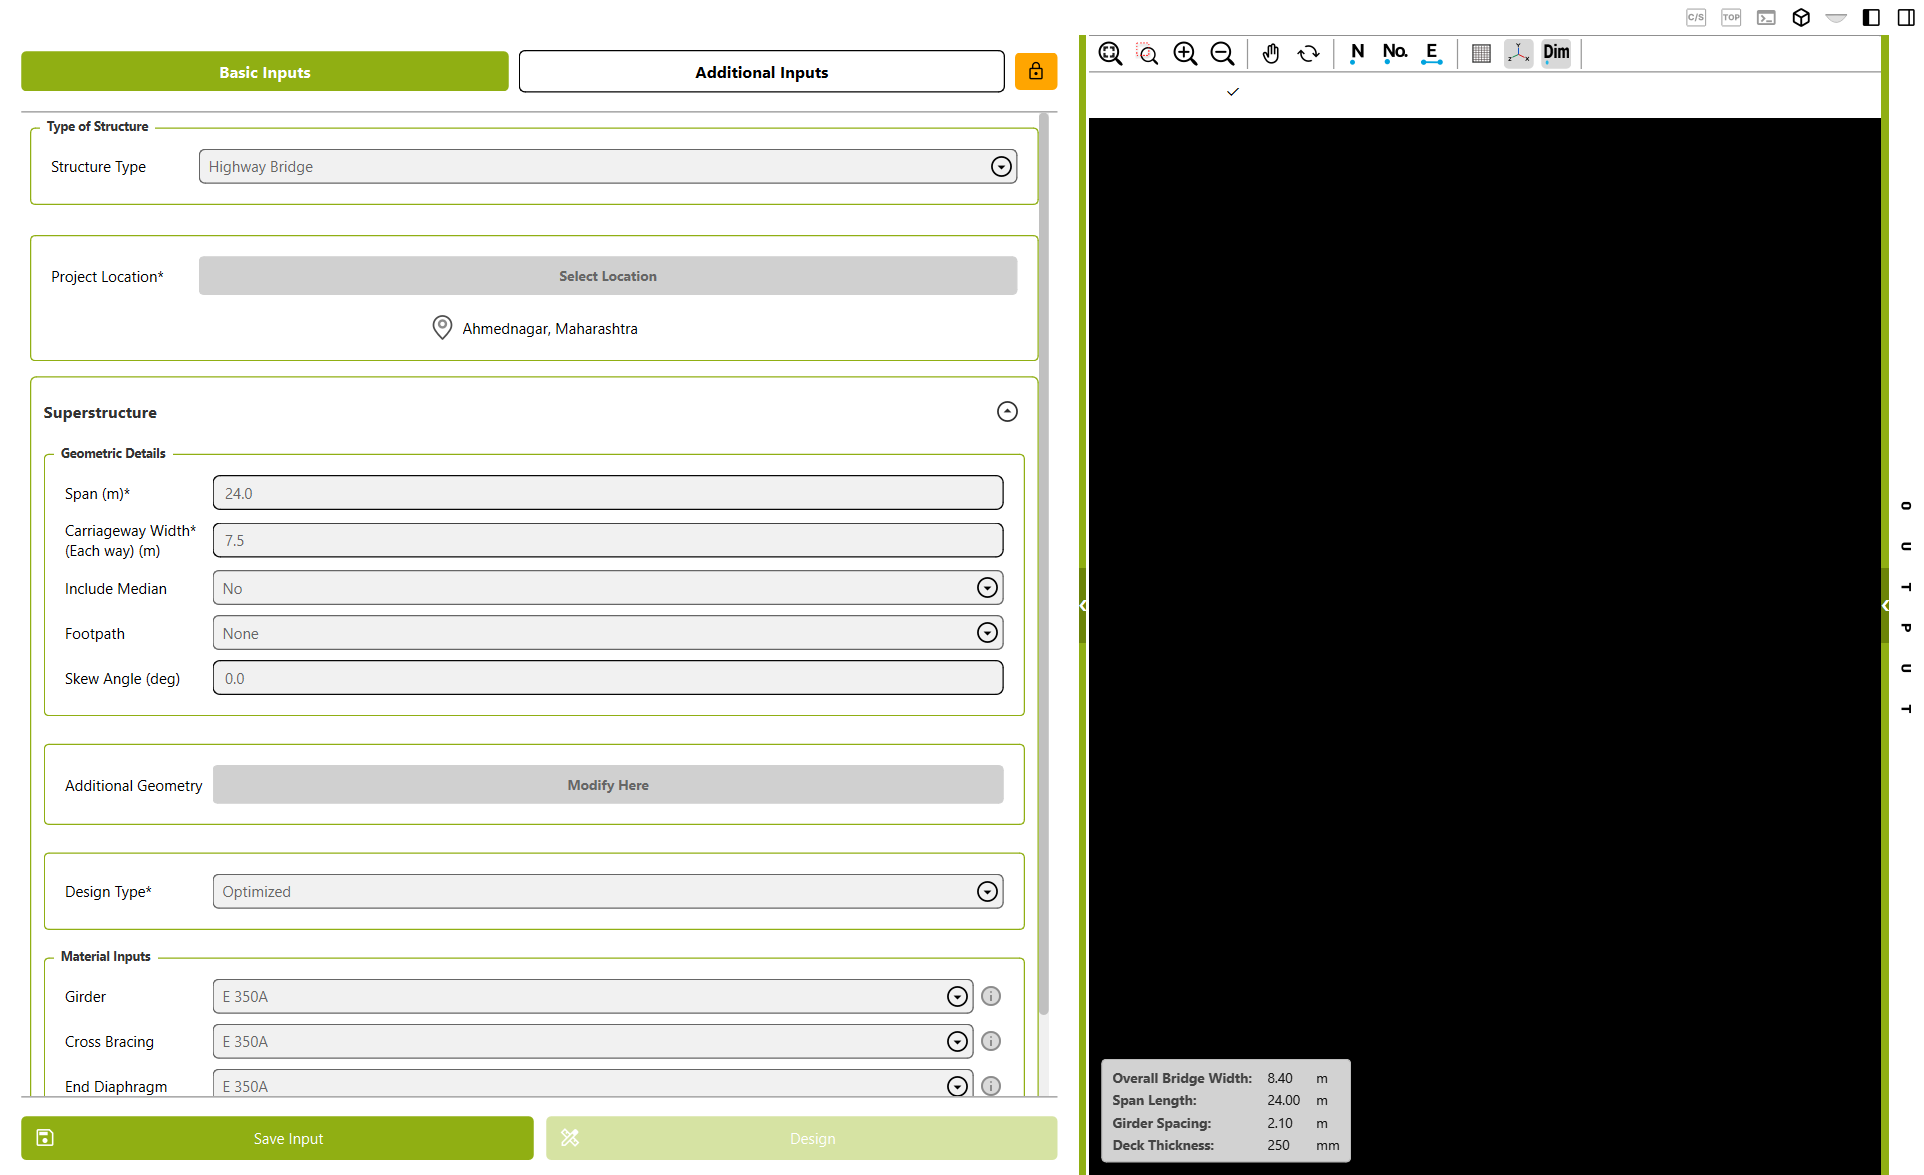 C/S TOP
Basic Inputs
Additional Inputs
N No. E Dim
Type of Structure
Structure Type
Highway Bridge
Project Location*
Select Location
Ahmednagar, Maharashtra
Superstructure
Geometric Details
Span (m)*
24.0
Carriageway Width*
(Each way) (m)
7.5
Include Median
No
Footpath
None
Skew Angle (deg)
0.0
Additional Geometry
Modify Here
Design Type*
Optimized
Material Inputs
Girder
E 350A
Cross Bracing
E 350A
End Diaphragm
E 350A
Save Input
Design
Overall Bridge Width: 8.40 m
Span Length: 24.00 m
Girder Spacing: 2.10 m
Deck Thickness: 250 mm
OUTPUT